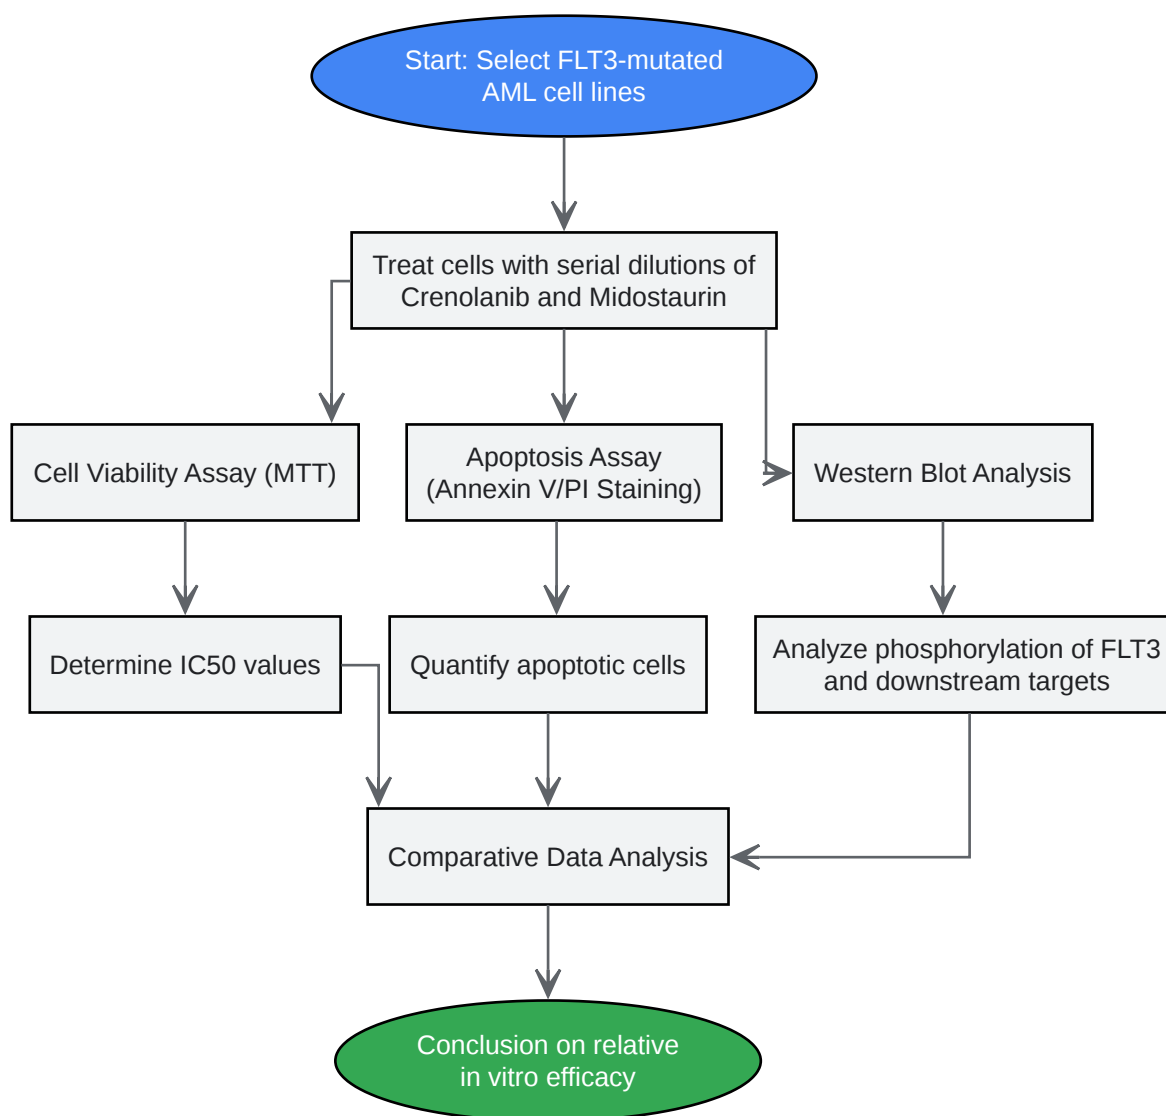 Start: Select FLT3-mutated
AML cell lines
Treat cells with serial dilutions of
Crenolanib and Midostaurin
Cell Viability Assay (MTT)
Apoptosis Assay
(Annexin V/PI Staining)
Western Blot Analysis
Determine IC50 values
Quantify apoptotic cells
Analyze phosphorylation of FLT3
and downstream targets
Comparative Data Analysis
Conclusion on relative
in vitro efficacy